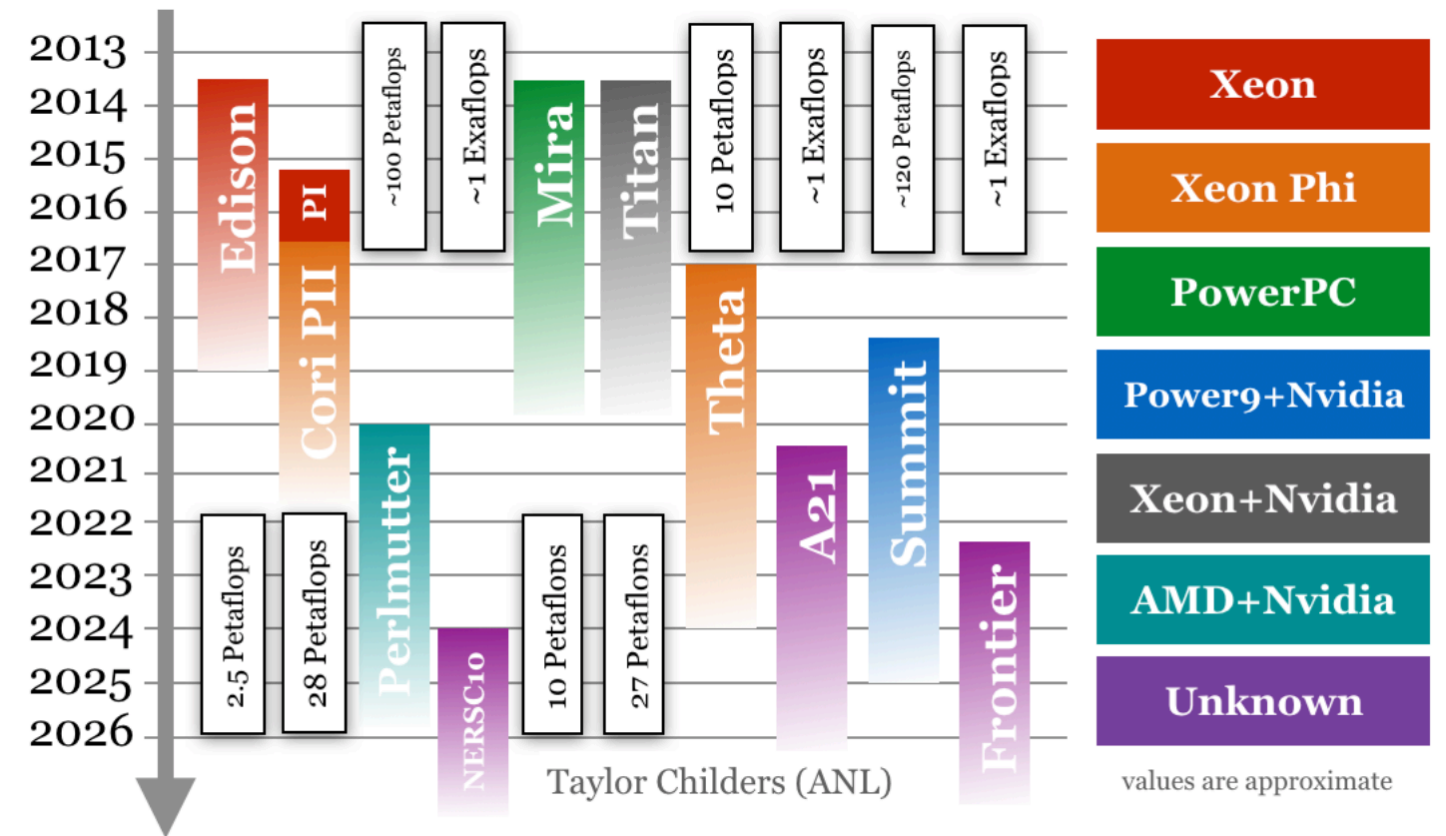 2013
2014
2015
2016
2017
2018
2019
2020
2021
2022
2023
2024
2025
2026
Edison
2.5 Petaflops
PI
Cori PII
28 Petaflops
~100 Petaflops
Perlmutter
~1 Exaflops
NERSC10
Mira
10 Petaflops
Titan
27 Petaflops
10 Petaflops
Theta
~1 Exaflops
A21
~120 Petaflops
Summit
~1 Exaflops
Frontier
Xeon
Xeon Phi
PowerPC
Power9+Nvidia
Xeon+Nvidia
AMD+Nvidia
Unknown
Taylor Childers (ANL)
values are approximate